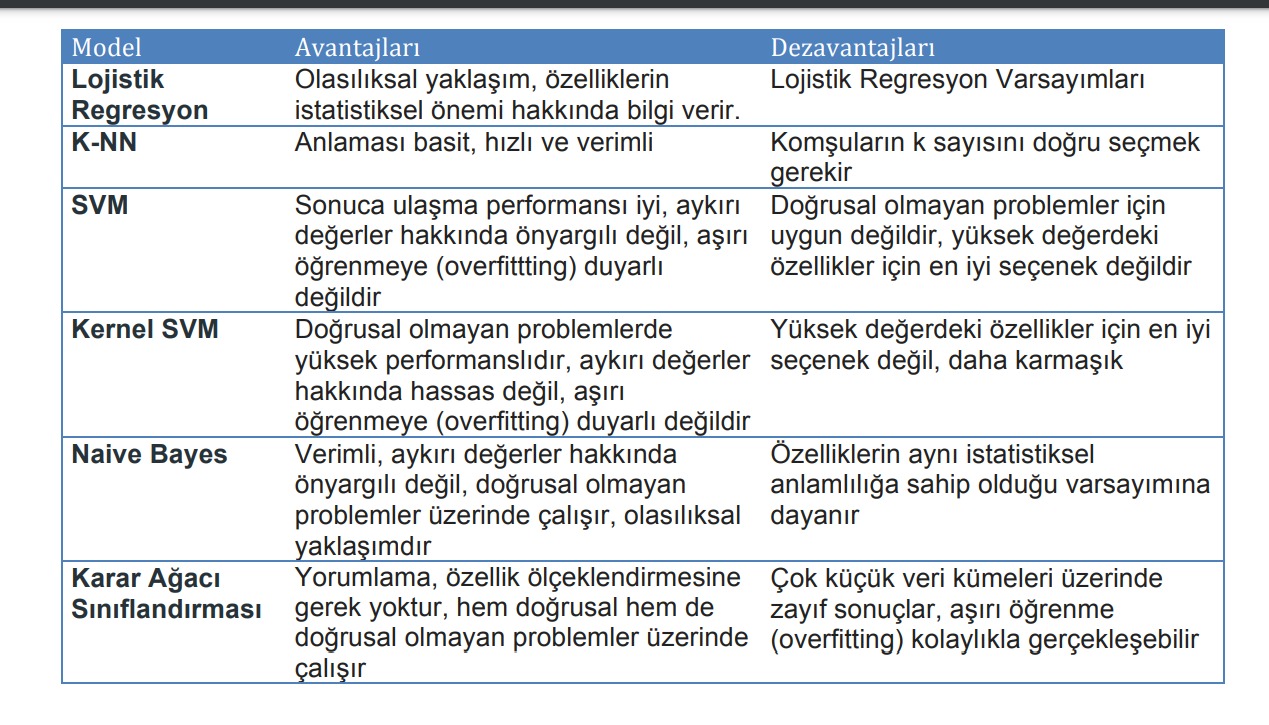 Model Avantajları Dezavantajları
Lojistik Regresyon
Olasılıksal yaklaşım, özelliklerin
istatistiksel önemi hakkında bilgi verir.
Lojistik Regresyon Varsayımları
K-NN
Anlaması basit, hızlı ve verimli
Komşuların k sayısını doğru seçmek
gerekir
SVM
Sonuca ulaşma performansı iyi, aykırı
değerler hakkında önyargılı değil, aşırı
öğrenmeye (overfittting) duyarlı
değildir
Doğrusal olmayan problemler için
uygun değildir, yüksek değerdeki
özellikler için en iyi seçenek değildir
Kernel SVM
Doğrusal olmayan problemlerde
yüksek performanslıdır, aykırı değerler
hakkında hassas değil, aşırı
öğrenmeye (overfitting) duyarlı değildir
Yüksek değerdeki özellikler için en iyi
seçenek değil, daha karmaşık
Naive Bayes
Verimli, aykırı değerler hakkında
önyargılı değil, doğrusal olmayan
problemler üzerinde çalışır, olasılıksal
yaklaşımdır
Özelliklerin aynı istatistiksel
anlamlılığa sahip olduğu varsayımına
dayanır
Karar Ağacı
Sınıflandırması
Yorumlama, özellik ölçeklendirmesine
gerek yoktur, hem doğrusal hem de
doğrusal olmayan problemler üzerinde
çalışır
Çok küçük veri kümeleri üzerinde
zayıf sonuçlar, aşırı öğrenme
(overfitting) kolaylıkla gerçekleşebilir